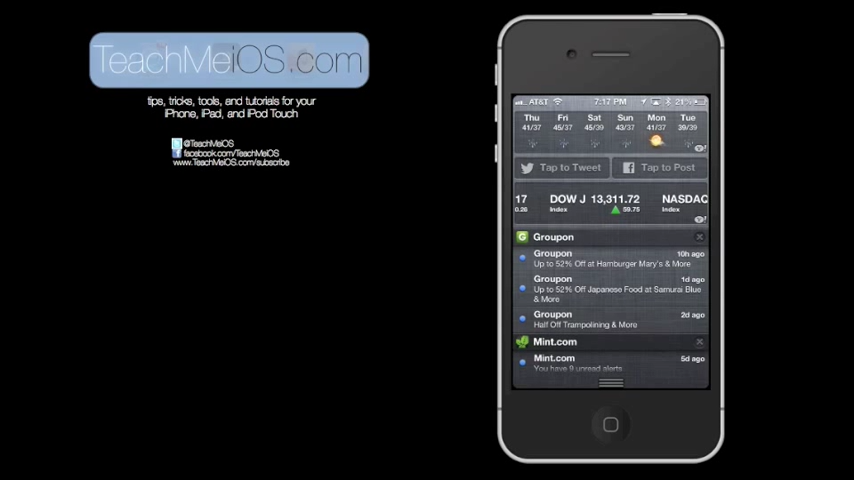 TeachMeiOS.com
tips, tricks, tools, and tutorials for your
iPhone, iPad, and iPod Touch
@TeachMeiOS
facebook.com/TeachMeiOS
www.TeachMeiOS.com/subscribe
AT&T 7:17 PM 21%
Thu Fri Sat Sun Mon Tue
41/37 45/37 45/39 43/37 41/37 39/39
Tap to Tweet Tap to Post
17 DOW J 13,311.72 NASDAQ
0.26 Index 59.75 Index
Groupon
Groupon 10h ago
Up to 52% Off at Hamburger Mary's & More
Groupon 1d ago
Up to 52% Off Japanese Food at Samurai Blue
& More
Groupon 2d ago
Half Off Trampolining & More
Mint.com
Mint.com 5d ago
You have 9 unread alerts